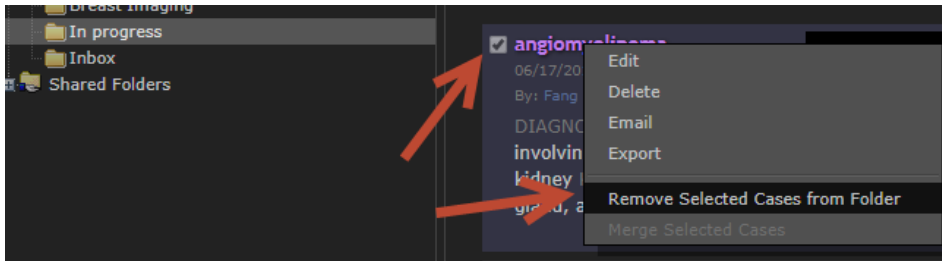 Breast Imaging
In progress
Inbox
Shared Folders
angiomyolipoma
06/17/20
By: Fang
DIAGNO
involvin
kidney
gland, a
Edit
Delete
Email
Export
Remove Selected Cases from Folder
Merge Selected Cases